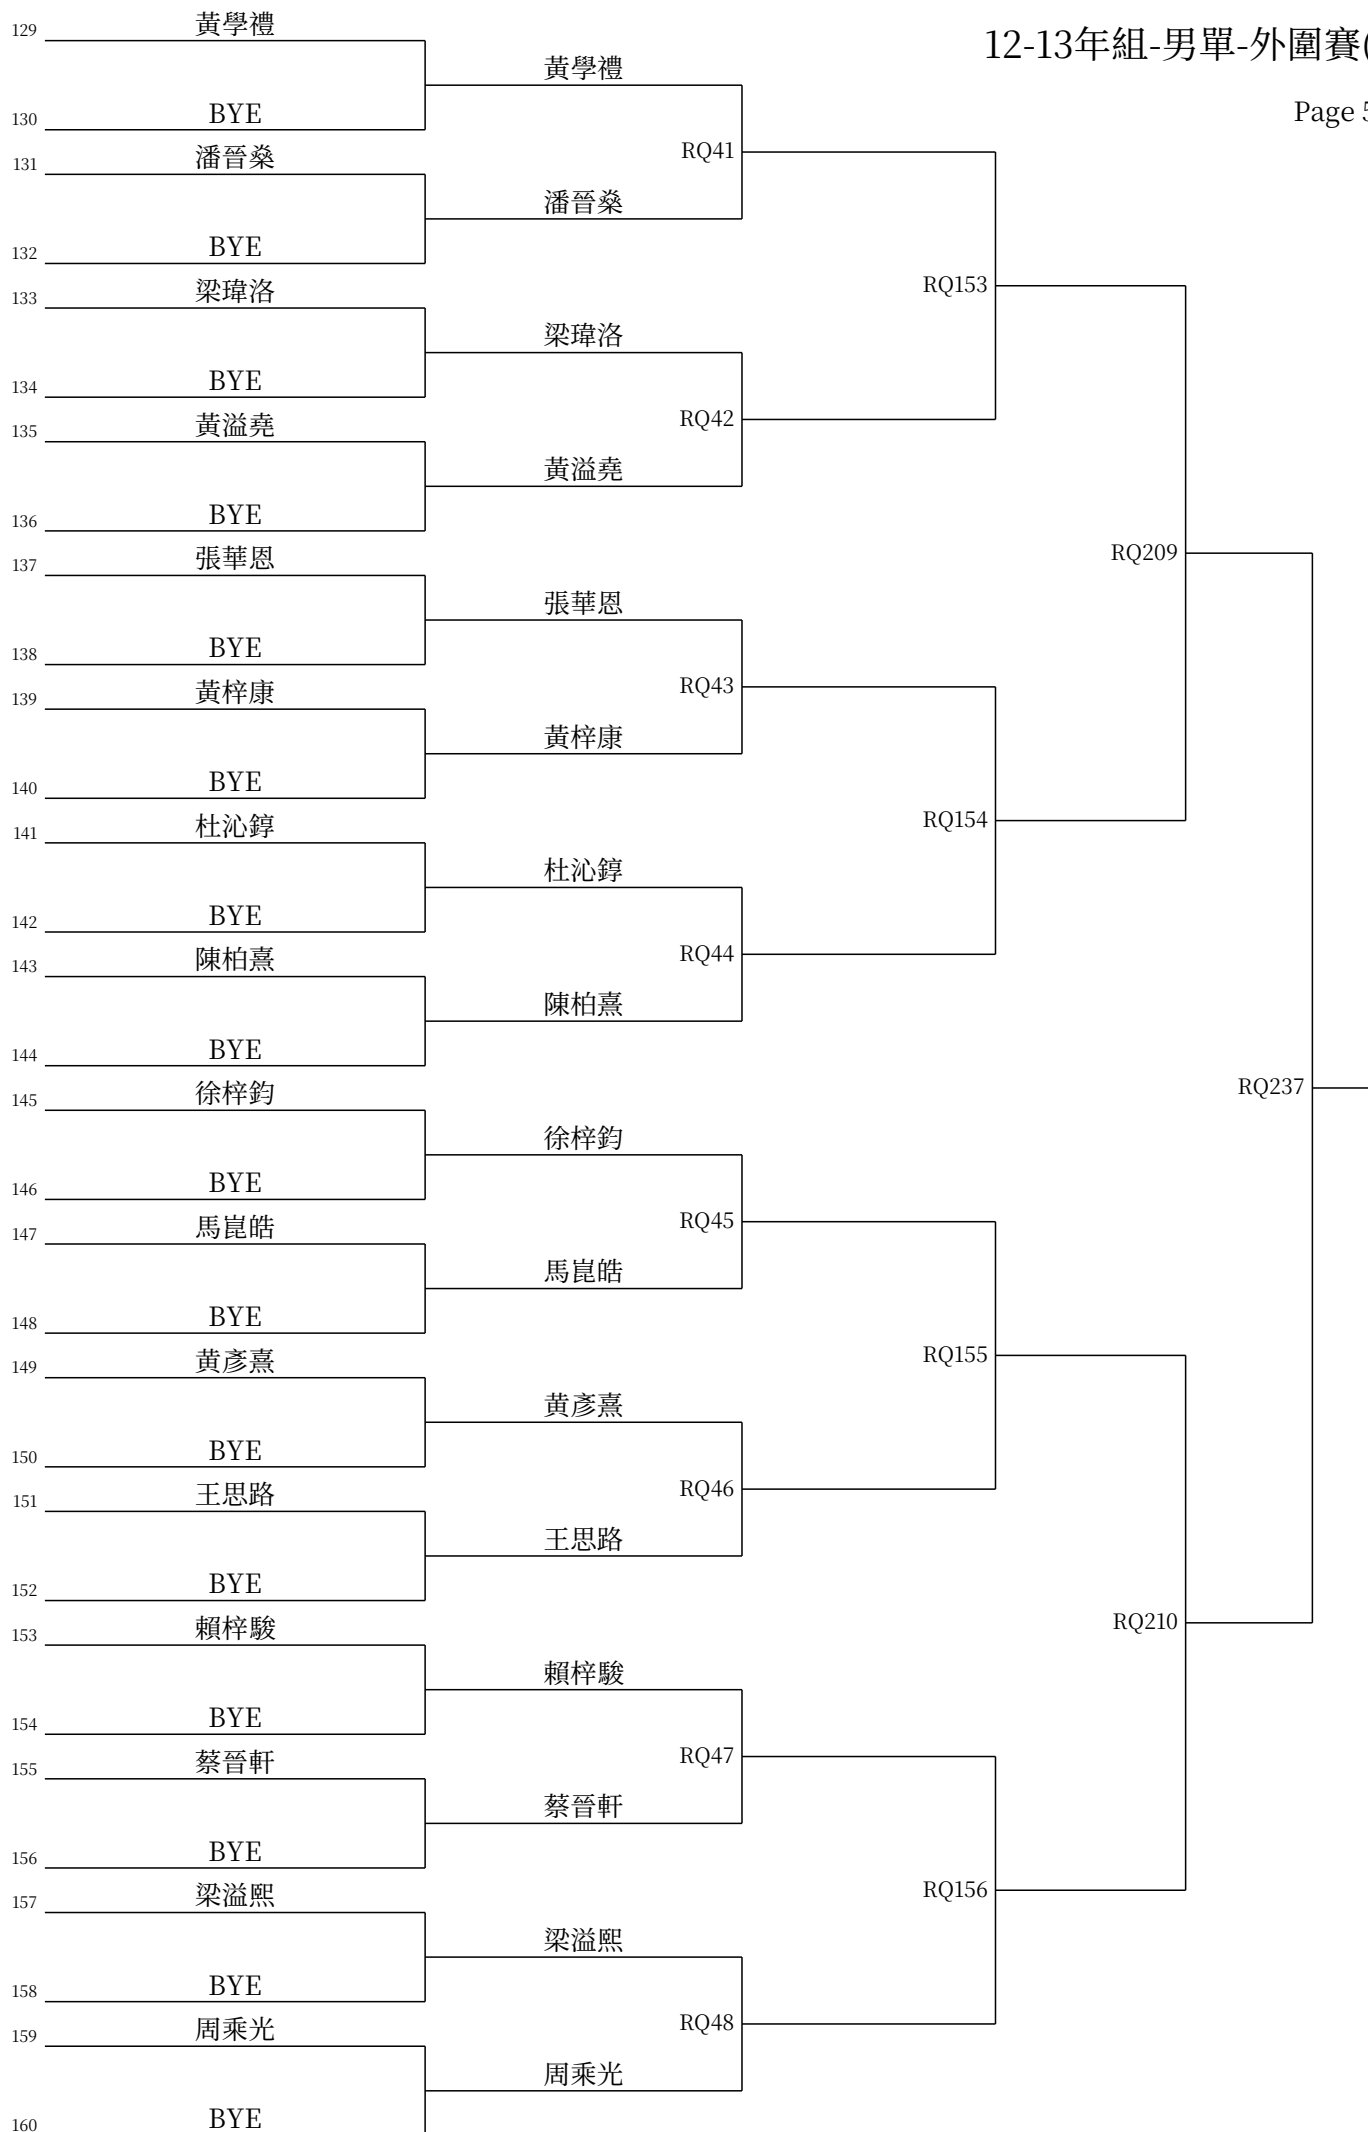 12-13年組-男單-外圍賽(
Page 5
129 黃學禮
黃學禮
130 BYE
RQ41
131 潘晉燊
潘晉燊
132 BYE
RQ153
133 梁瑋洛
梁瑋洛
134 BYE
RQ42
135 黃溢堯
黃溢堯
136 BYE
RQ209
137 張華恩
張華恩
138 BYE
RQ43
139 黃梓康
黃梓康
140 BYE
RQ154
141 杜沁錞
杜沁錞
142 BYE
RQ44
143 陳柏熹
陳柏熹
144 BYE
RQ237
145 徐梓鈞
徐梓鈞
146 BYE
RQ45
147 馬崑皓
馬崑皓
148 BYE
RQ155
149 黄彥熹
黄彥熹
150 BYE
RQ46
151 王思路
王思路
152 BYE
RQ210
153 賴梓駿
賴梓駿
154 BYE
RQ47
155 蔡晉軒
蔡晉軒
156 BYE
RQ156
157 梁溢熙
梁溢熙
158 BYE
RQ48
159 周乘光
周乘光
160 BYE